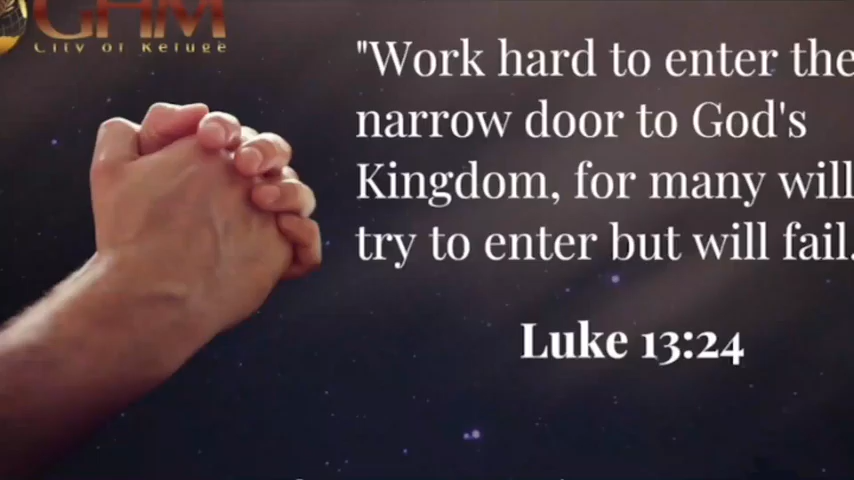 GHM
City of Refuge
"Work hard to enter the
narrow door to God's
Kingdom, for many will
try to enter but will fail.
Luke 13:24